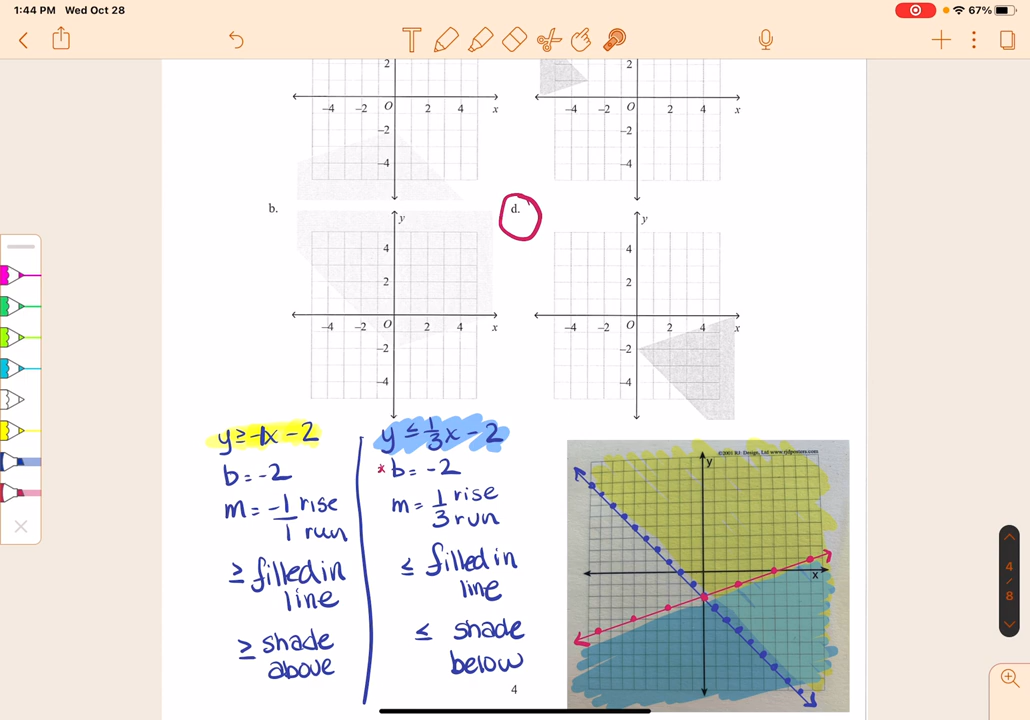 1:44 PM Wed Oct 28
67%
T
2
2
-4 -2 O 2 4 x
-4 -2 O 2 4 x
-2
-2
-4
-4
b.
d.
y
y
4
4
2
2
-4 -2 O 2 4 x
-4 -2 O 2 4 x
-2
-2
-4
-4
y ≥ -1x - 2
b = -2
m = -1 rise
1 run
≥ filled in
line
≥ shade
above
y ≤ 1/3 x - 2
* b = -2
m = 1 rise
3 run
≤ filled in
line
≤ shade
below
y
x
4
4
/
8